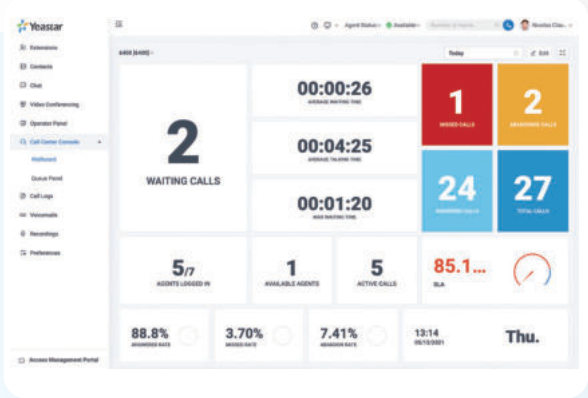 Yeastar
Agent Status
Available
Extensions
6400 [6400]
Today
Edit
Contacts
Chat
Video Conferencing
Operator Panel
Call Center Console
Wallboard
Queue Panel
Call Logs
Voicemails
Recordings
Preferences
Access Management Portal
2
WAITING CALLS
00:00:26
AVERAGE WAITING TIME
00:04:25
AVERAGE TALKING TIME
00:01:20
MAX WAITING TIME
1
MISSED CALLS
2
ABANDONED CALLS
24
ANSWERED CALLS
27
TOTAL CALLS
5/7
AGENTS LOGGED IN
1
AVAILABLE AGENTS
5
ACTIVE CALLS
85.1...
SLA
88.8%
ANSWERED RATE
3.70%
MISSED RATE
7.41%
ABANDON RATE
13:14
05/13/2021
Thu.